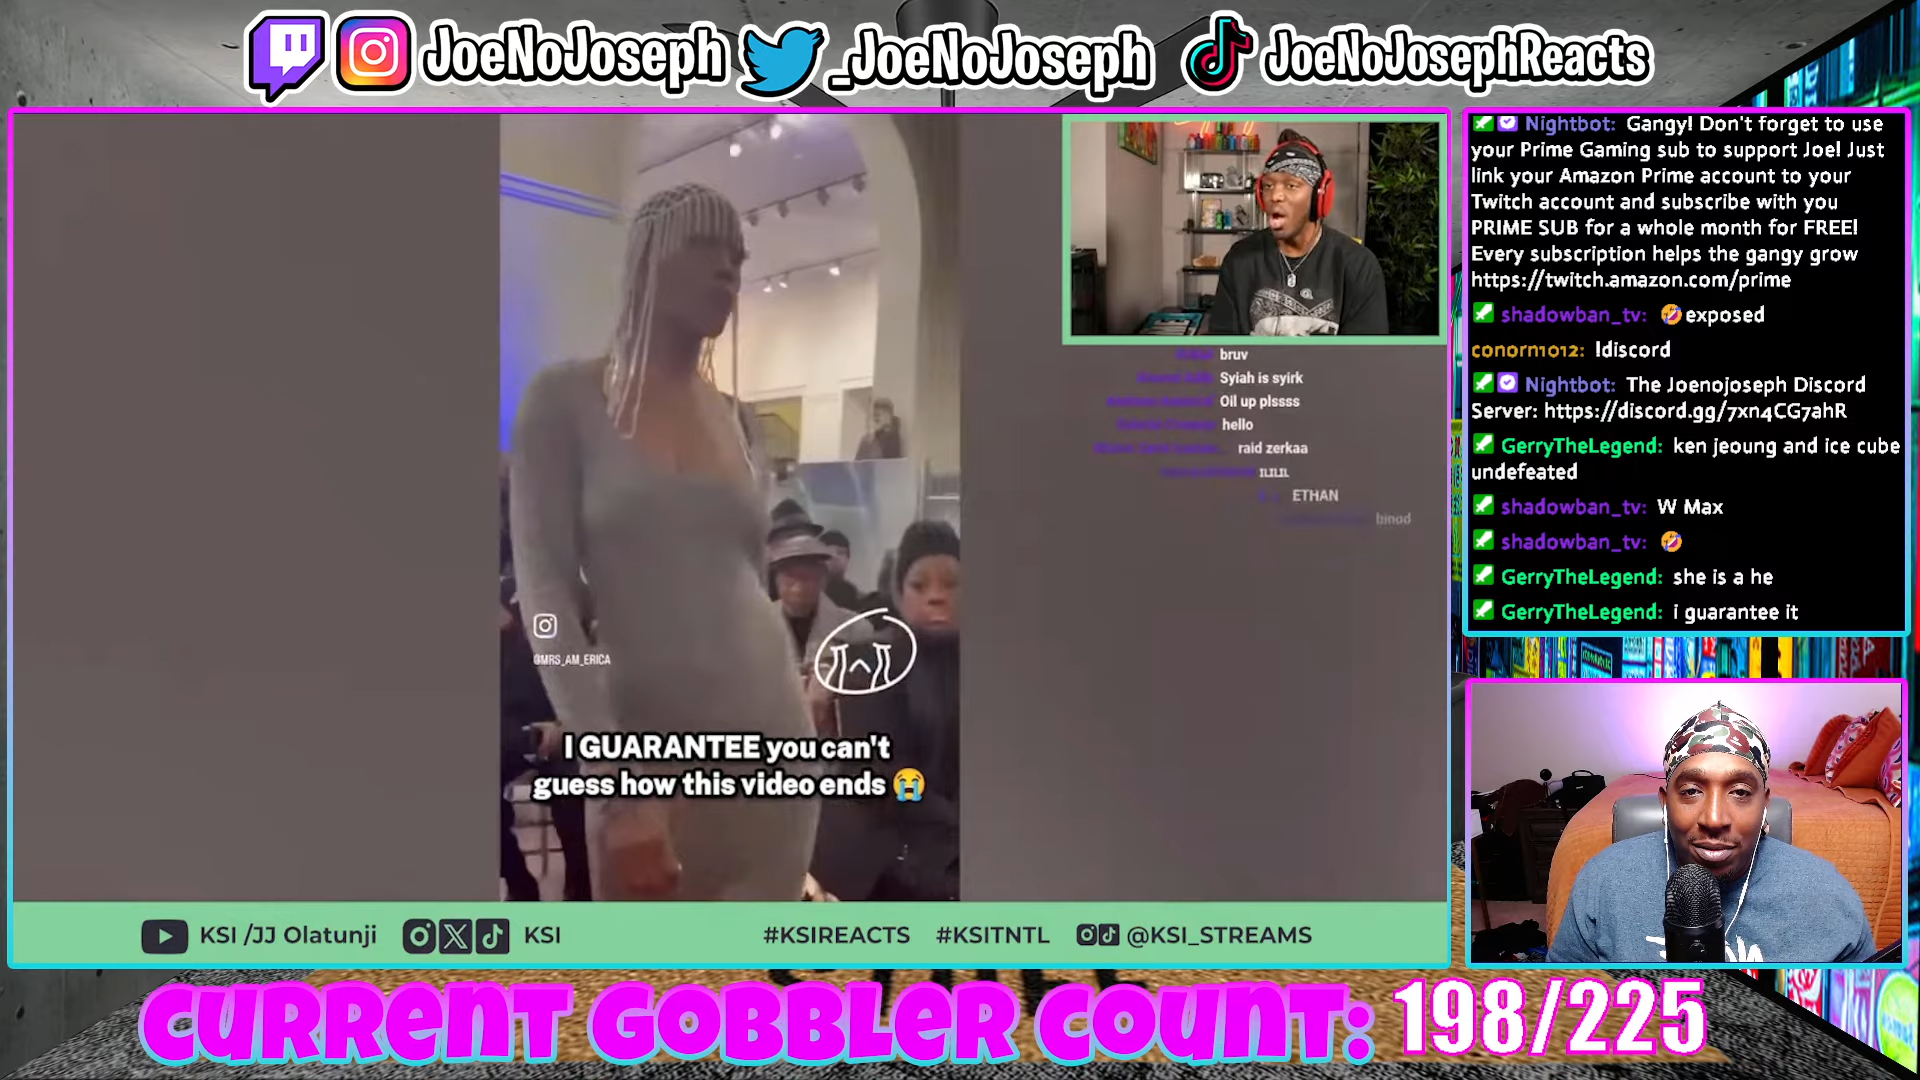 JoeNoJoseph
_JoeNoJoseph
JoeNoJosephReacts
Nightbot: Gangy! Don't forget to use
your Prime Gaming sub to support Joe! Just
link your Amazon Prime account to your
Twitch account and subscribe with you
PRIME SUB for a whole month for FREE!
Every subscription helps the gangy grow
https://twitch.amazon.com/prime
shadowban_tv: 🤣exposed
conorn1012: !discord
Nightbot: The Joenojoseph Discord
Server: https://discord.gg/7xn4CG7ahR
GerryTheLegend: ken jeoung and ice cube
undefeated
shadowban_tv: W Max
shadowban_tv: 🤣
GerryTheLegend: she is a he
GerryTheLegend: i guarantee it
bruv
Syiah is syirk
Oil up plssss
hello
raid zerkaa
ETHAN
binod
@MRS_AM_ERICA
I GUARANTEE you can't
guess how this video ends 😭
KSI /JJ Olatunji
KSI
#KSIREACTS
#KSITNTL
@KSI_STREAMS
CURRENT GOBBLER COUNT: 198/225